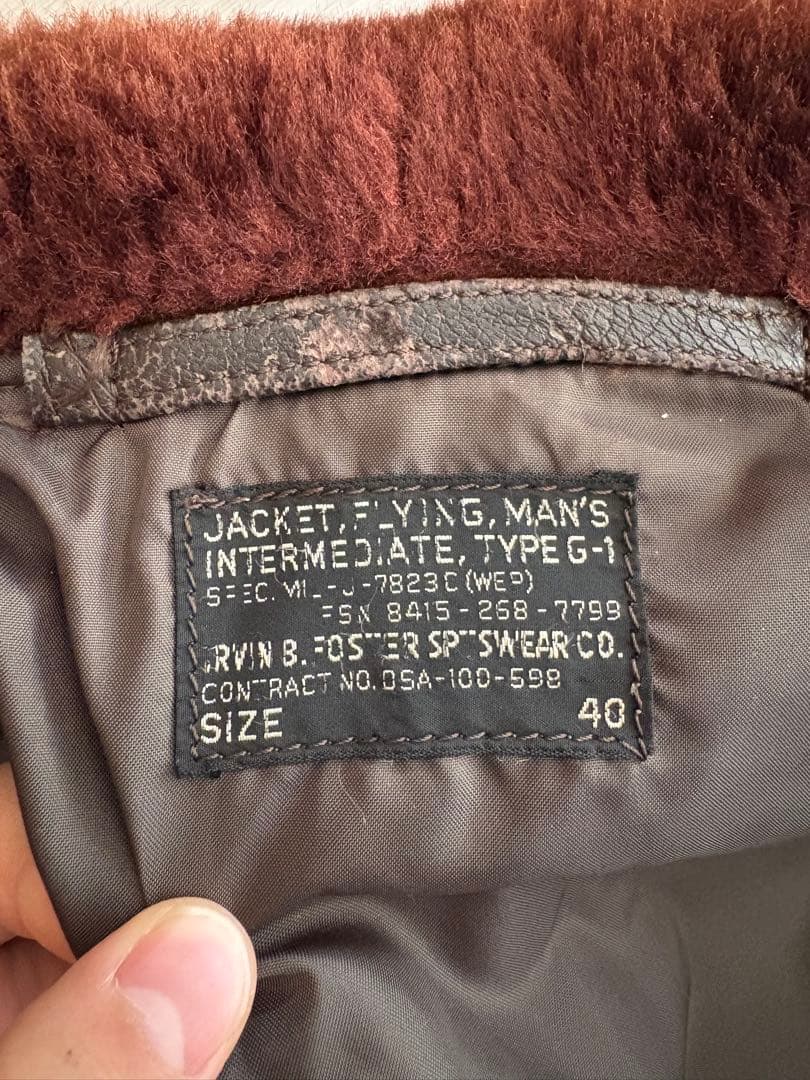 JACKET, FLYING, MAN'S
INTERMEDIATE, TYPE G-1
SPEC. MIL-J-7823C (WEP)
FSN 8415-268-7799
IRVIN B. FOSTER SPTSWEAR CO.
CONTRACT NO. DSA-100-598
SIZE 40